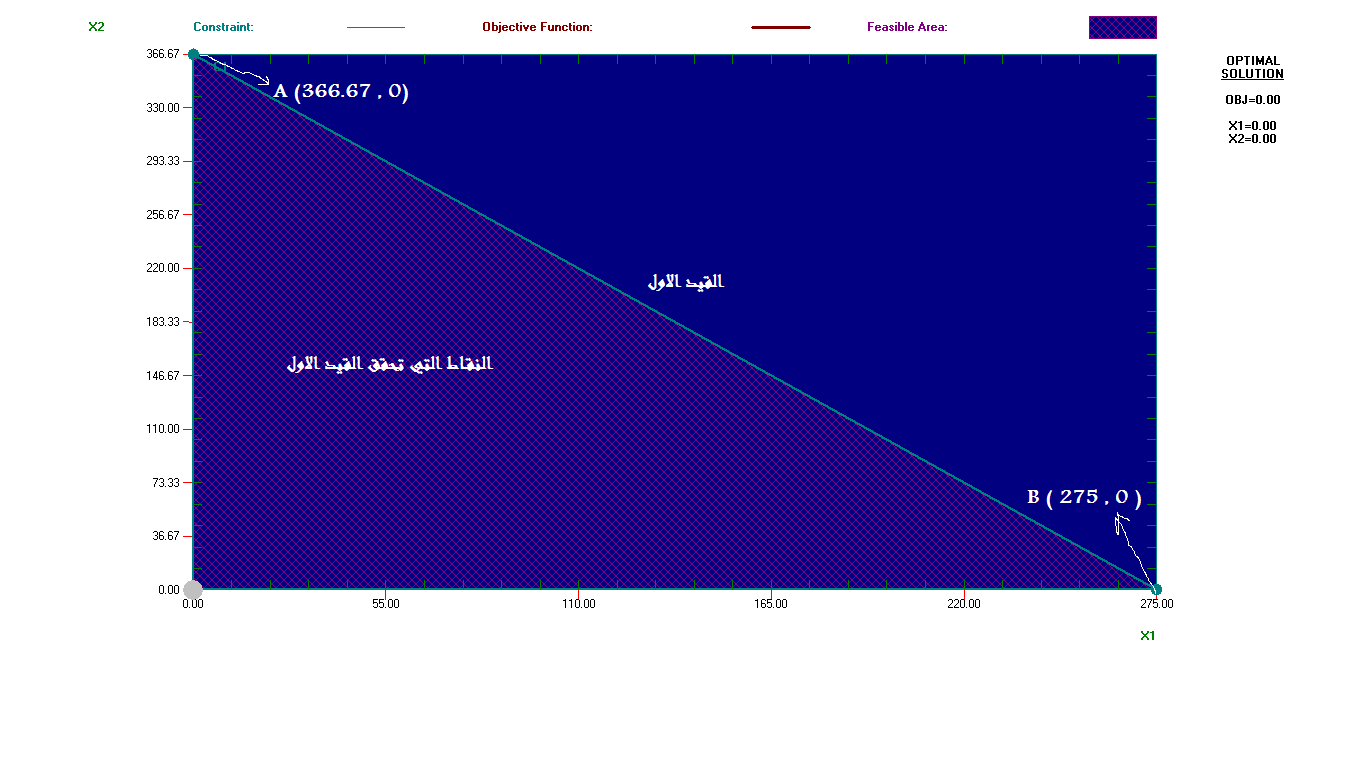 X2 Constraint: Objective Function: Feasible Area:
366.67
OPTIMAL
SOLUTION
A (366.67 , 0)
OBJ=0.00
330.00
X1=0.00
X2=0.00
293.33
256.67
220.00
القيد الاول
183.33
النقاط التي تحقق القيد الاول
146.67
110.00
B ( 275 , 0 )
73.33
36.67
0.00
0.00 55.00 110.00 165.00 220.00 275.00
X1